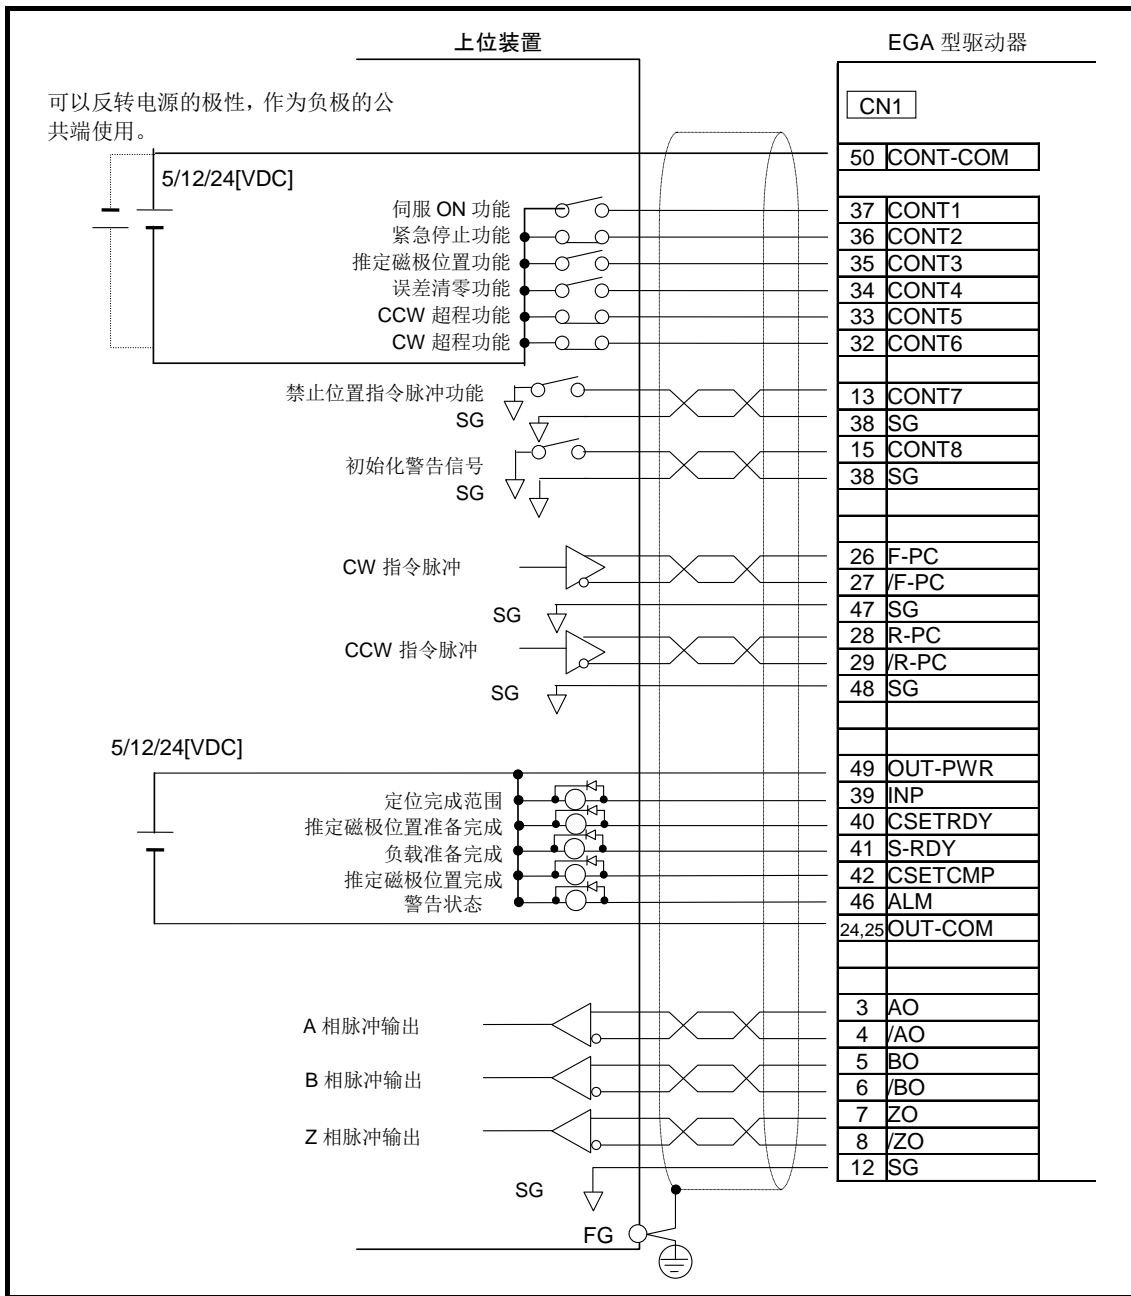 上位装置
EGA 型驱动器
可以反转电源的极性，作为负极的公
共端使用。
CN1
50 CONT-COM
5/12/24[VDC]
伺服 ON 功能 37 CONT1
紧急停止功能 36 CONT2
推定磁极位置功能 35 CONT3
误差清零功能 34 CONT4
CCW 超程功能 33 CONT5
CW 超程功能 32 CONT6
禁止位置指令脉冲功能 13 CONT7
SG 38 SG
初始化警告信号 15 CONT8
SG 38 SG
CW 指令脉冲 26 F-PC
27 /F-PC
SG 47 SG
CCW 指令脉冲 28 R-PC
29 /R-PC
SG 48 SG
5/12/24[VDC]
49 OUT-PWR
定位完成范围 39 INP
推定磁极位置准备完成 40 CSETRDY
负载准备完成 41 S-RDY
推定磁极位置完成 42 CSETCMP
警告状态 46 ALM
24,25 OUT-COM
A 相脉冲输出 3 AO
4 /AO
B 相脉冲输出 5 BO
6 /BO
Z 相脉冲输出 7 ZO
8 /ZO
SG 12 SG
FG